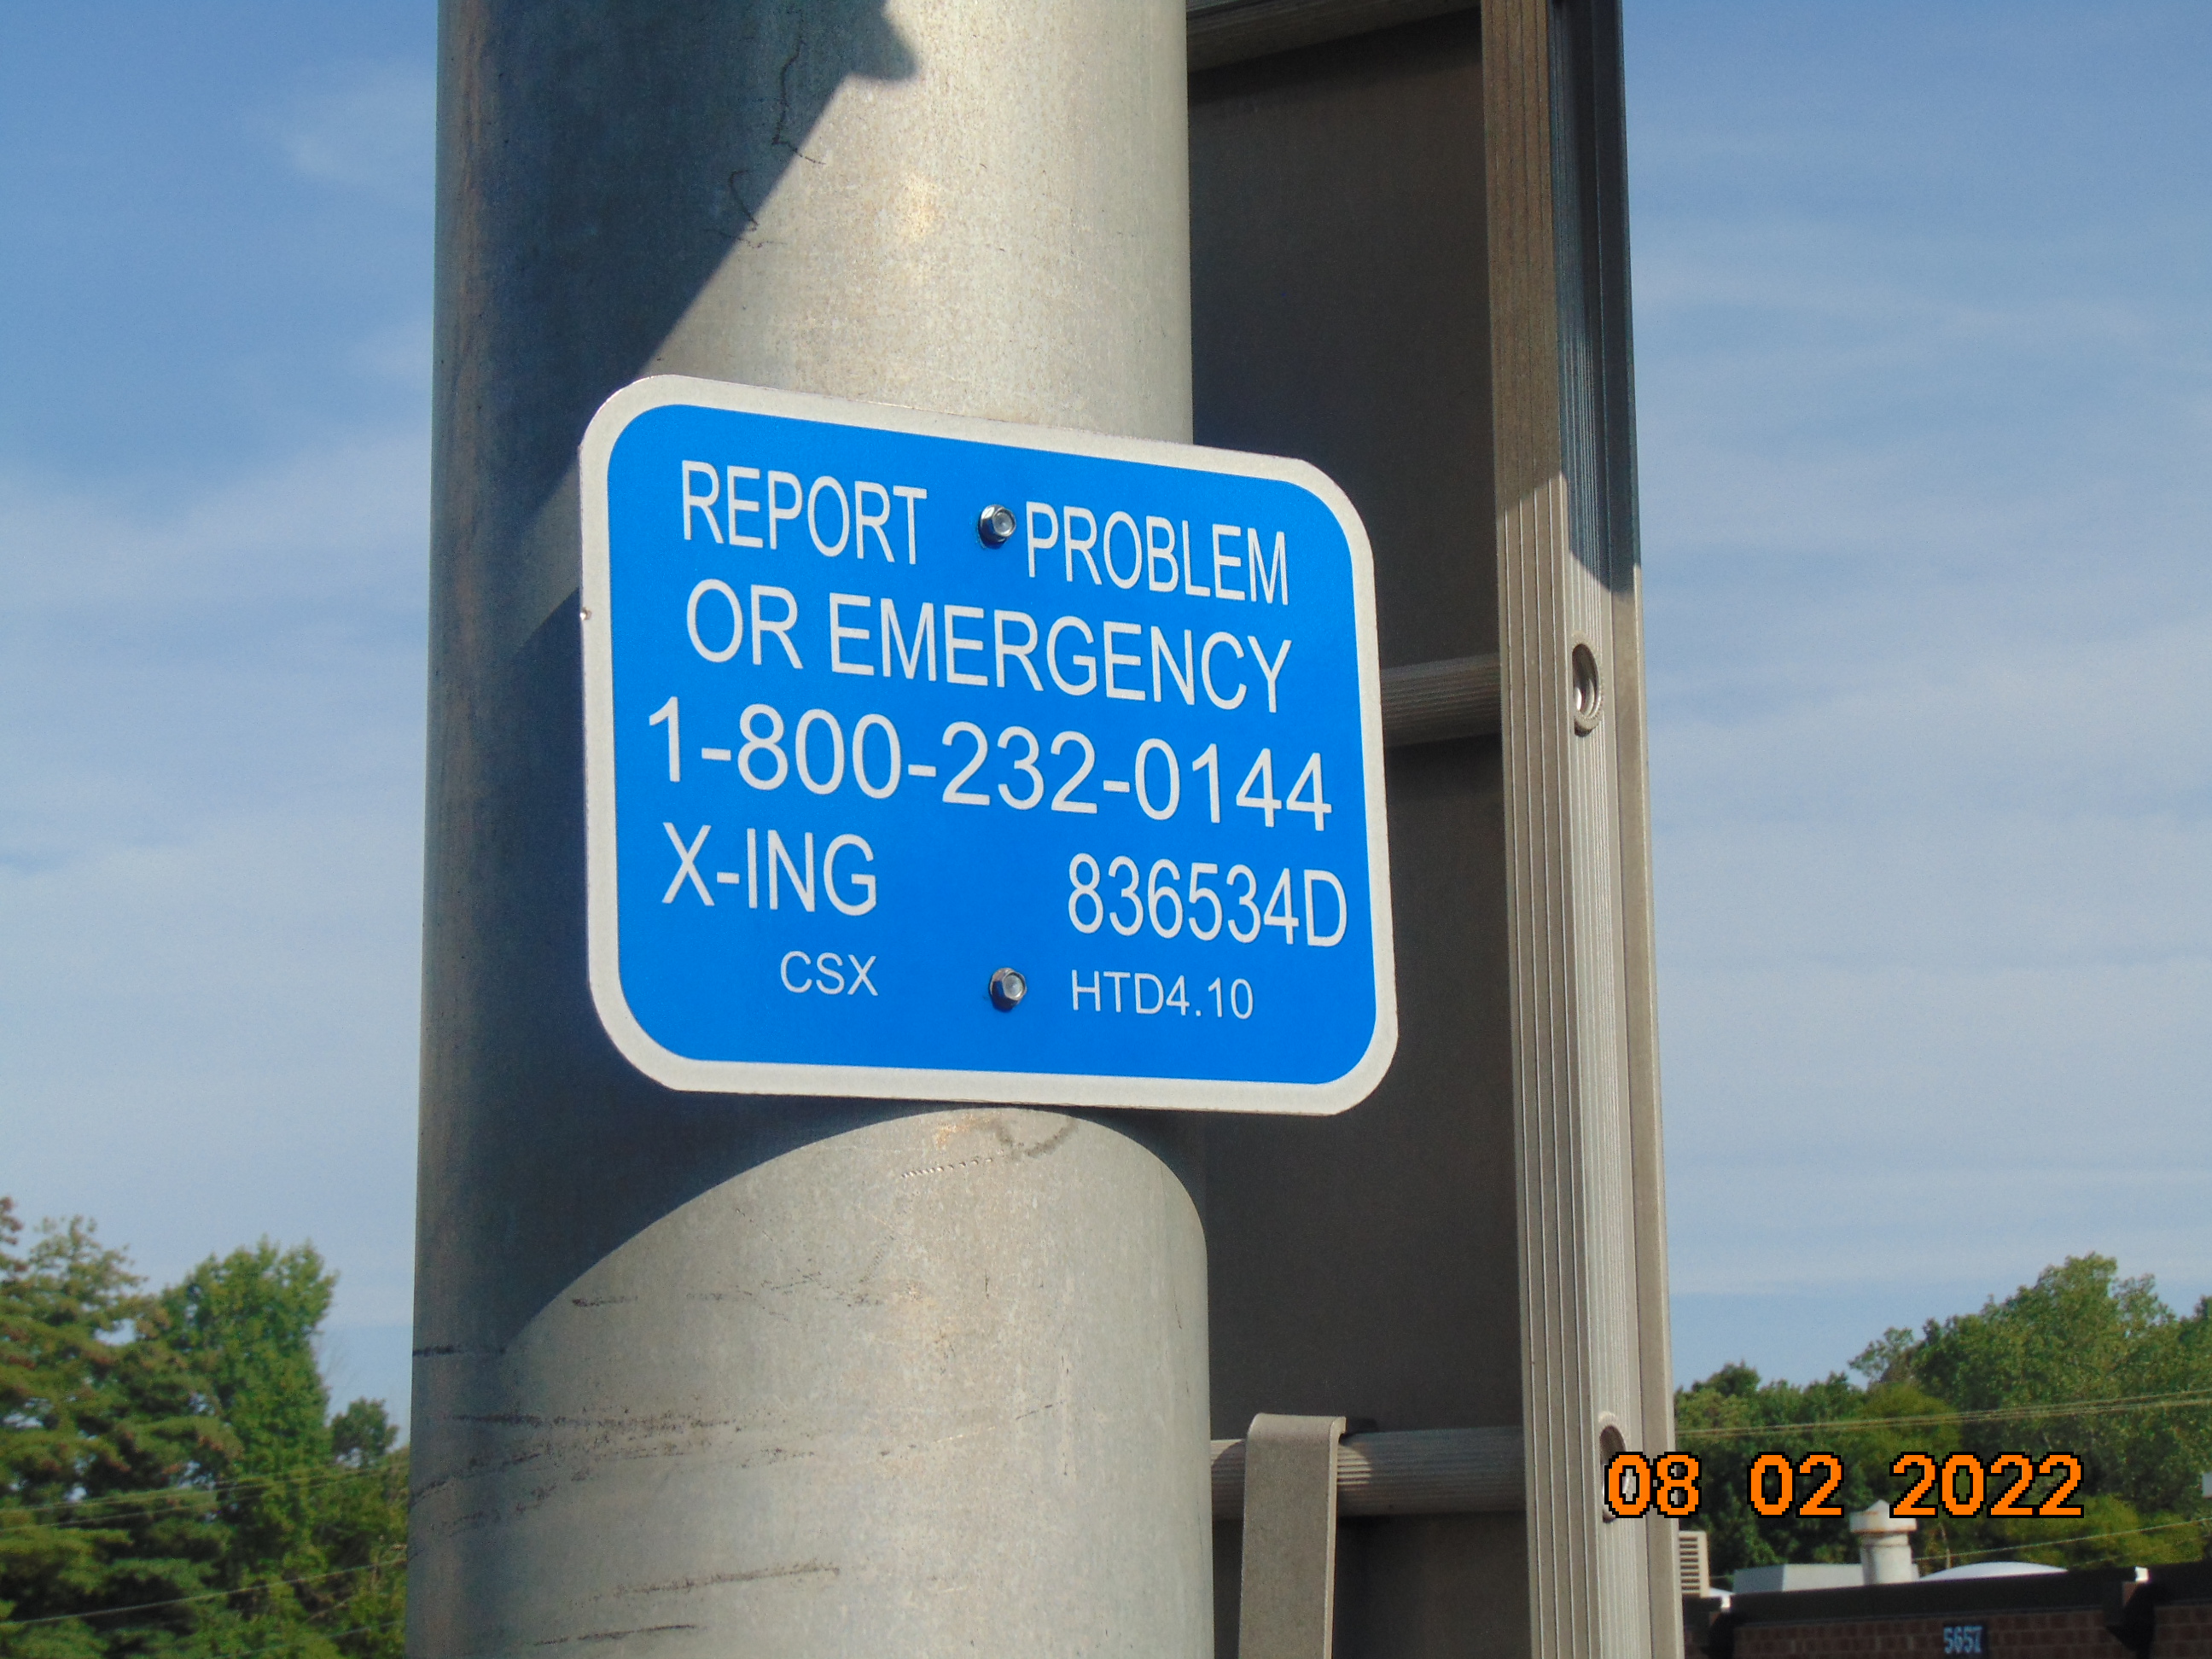 REPORT PROBLEM
OR EMERGENCY
1-800-232-0144
X-ING 836534D
CSX HTD4.10
08 02 2022
5657